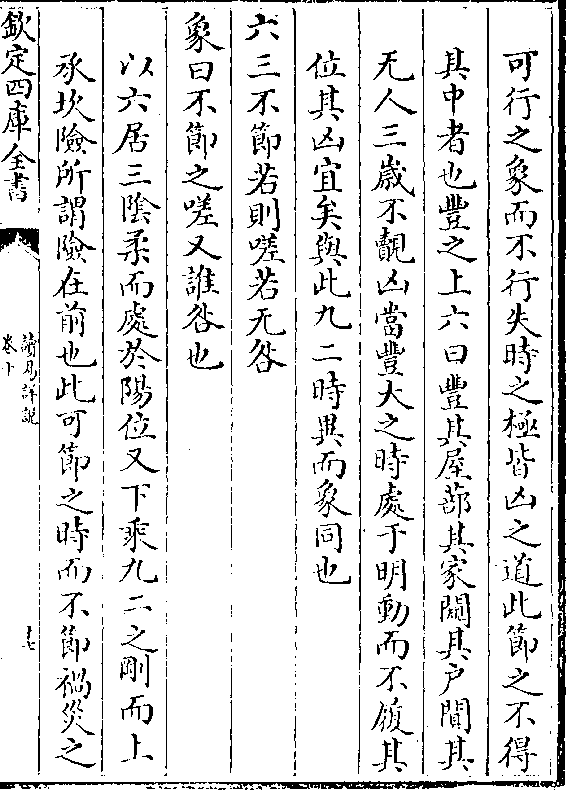 可行之象而不行失時之極皆凶之道此節之不得
其中者也豐之上六曰豐其屋蔀其家闚其户闃其
无人三歲不覿凶當豐大之時處于明動而不履其
位其凶宜矣與此九二時異而象同也
六三不節若則嗟若无咎
象曰不節之嗟又誰咎也
以六居三陰柔而處於陽位又下乘九二之剛而上
承坎險所謂險在前也此可節之時而不節禍災之
欽定四庫全書
讀易詳說
卷十